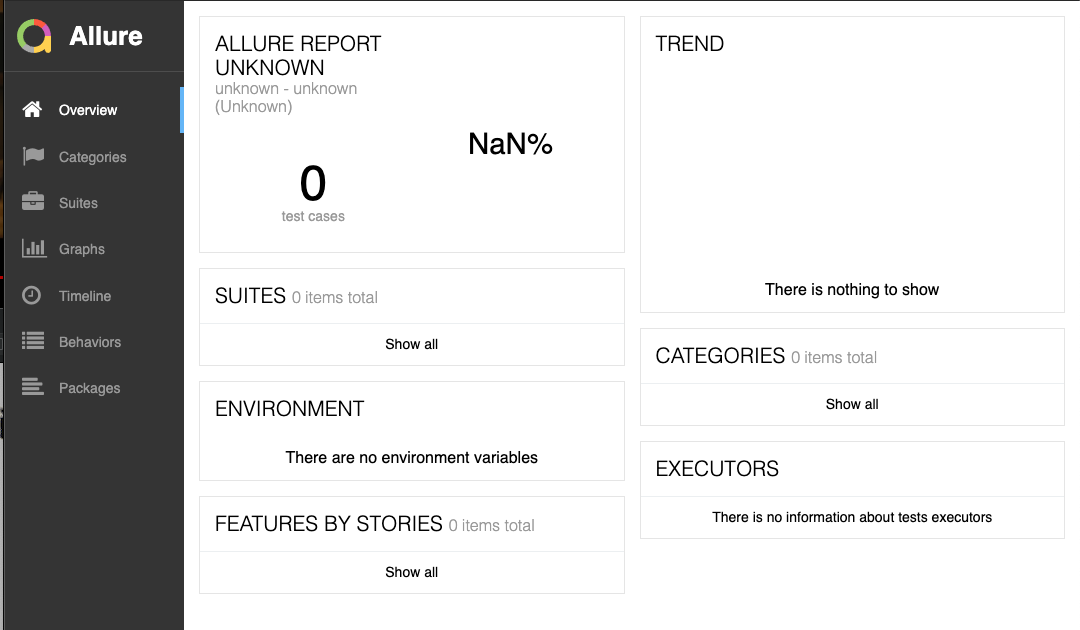 Allure
Overview
Categories
Suites
Graphs
Timeline
Behaviors
Packages
ALLURE REPORT
UNKNOWN
unknown - unknown
(Unknown)
0
test cases
NaN%
SUITES 0 items total
Show all
ENVIRONMENT
There are no environment variables
FEATURES BY STORIES 0 items total
Show all
TREND
There is nothing to show
CATEGORIES 0 items total
Show all
EXECUTORS
There is no information about tests executors